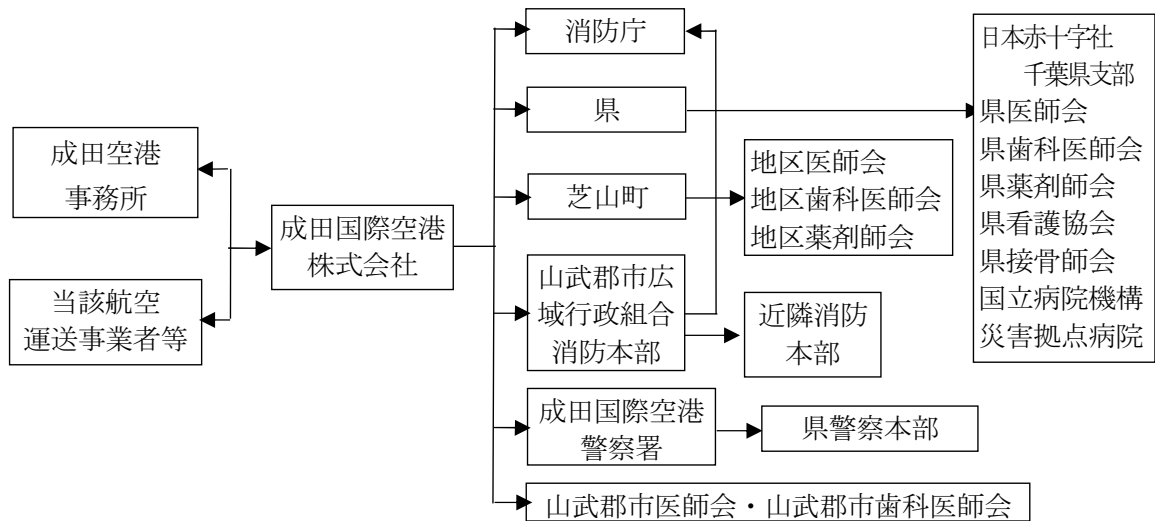 成田空港
事務所
当該航空
運送事業者等
成田国際空港
株式会社
消防庁
県
芝山町
山武郡市広
域行政組合
消防本部
成田国際空港
警察署
山武郡市医師会・山武郡市歯科医師会
地区医師会
地区歯科医師会
地区薬剤師会
近隣消防
本部
県警察本部
日本赤十字社
千葉県支部
県医師会
県歯科医師会
県薬剤師会
県看護協会
県接骨師会
国立病院機構
災害拠点病院